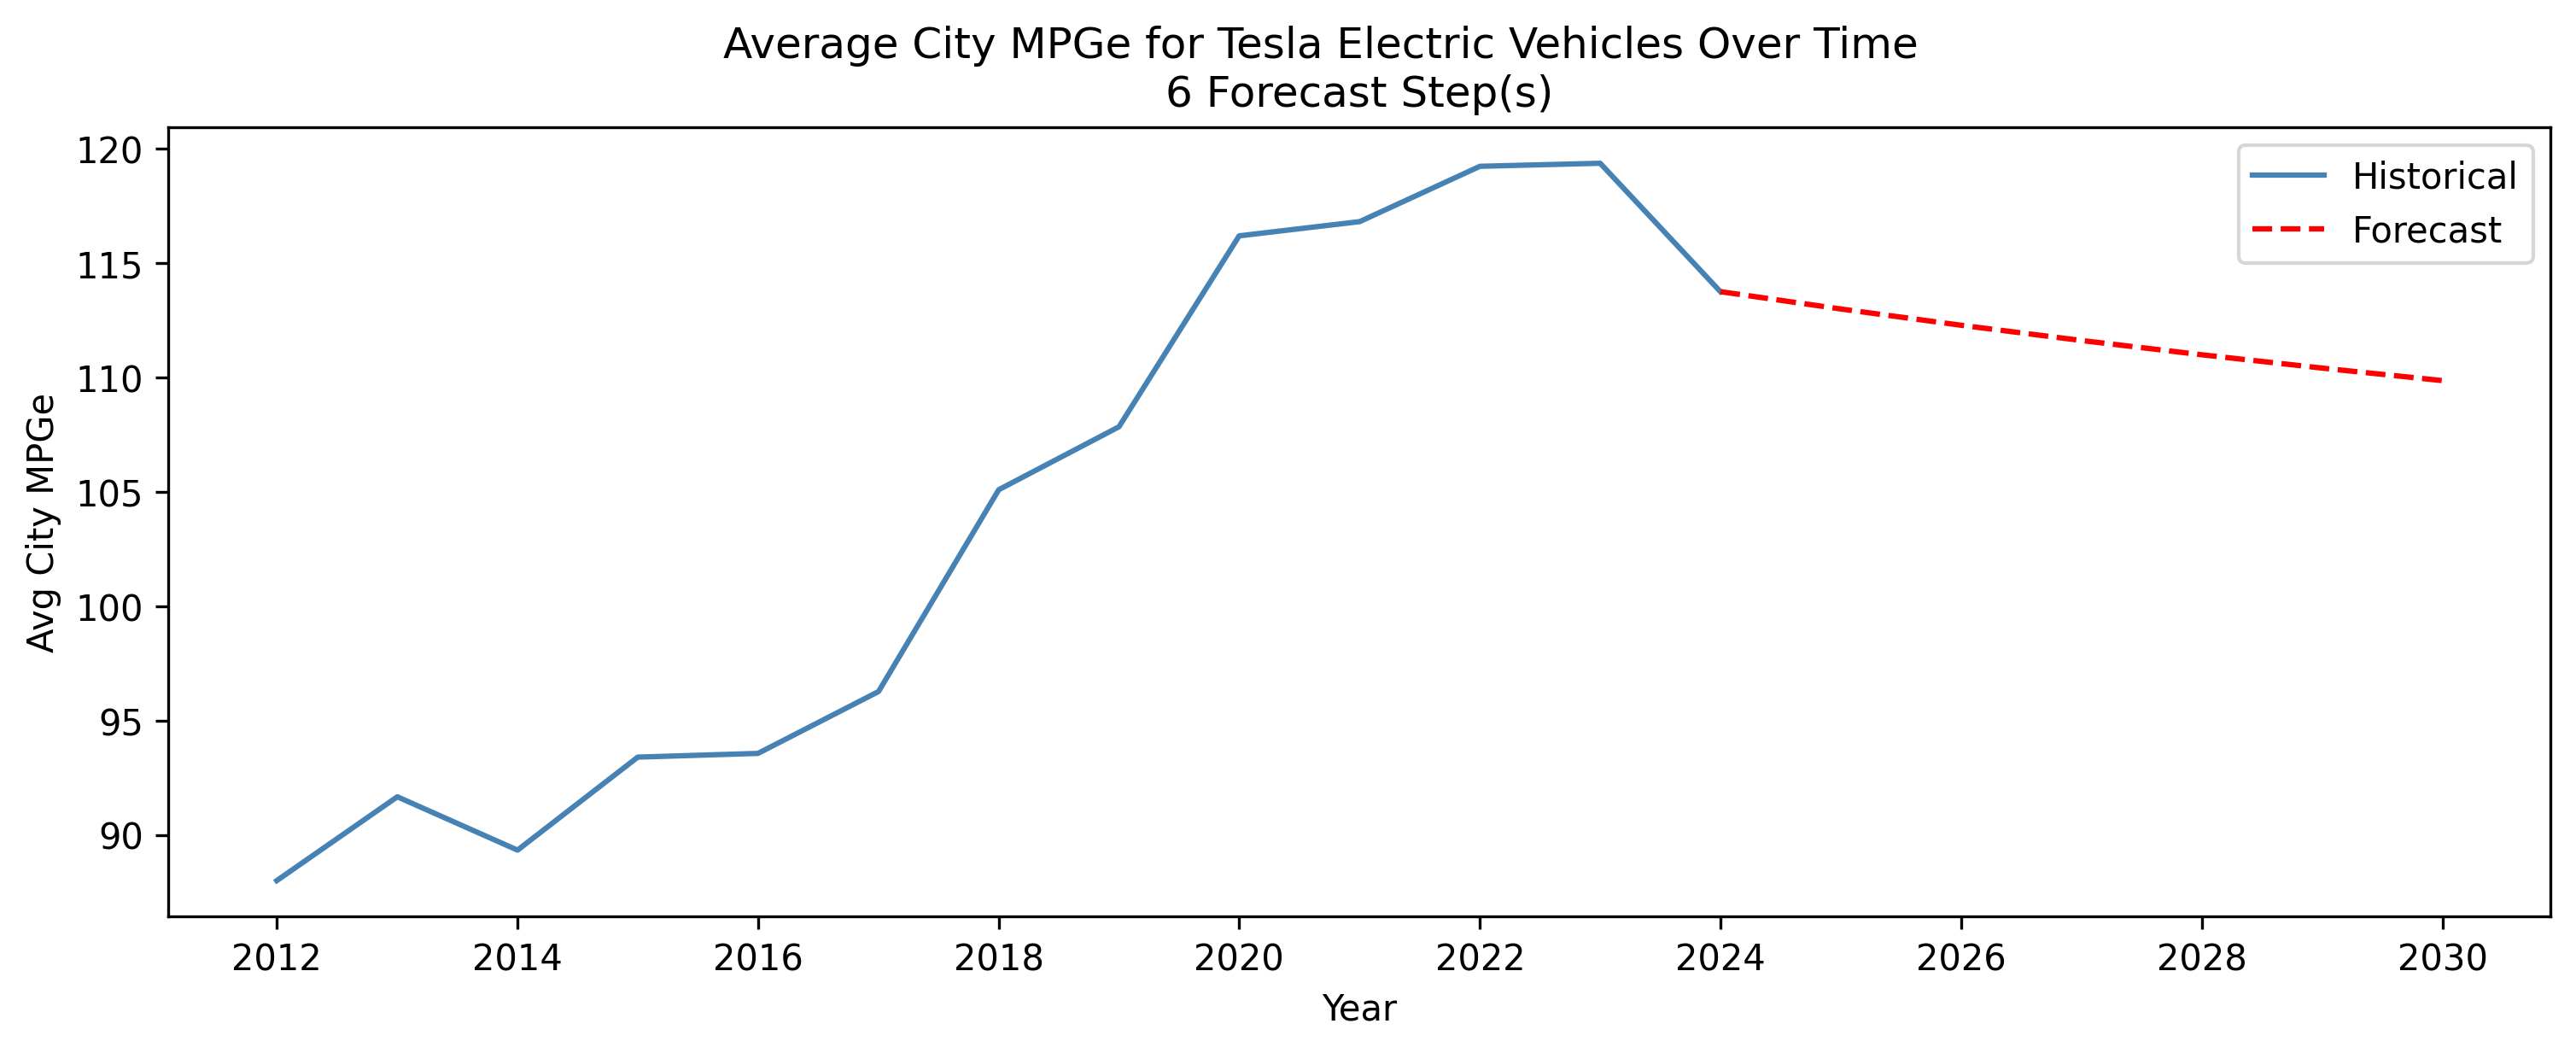 Average City MPGe for Tesla Electric Vehicles Over Time
6 Forecast Step(s)
Historical
Forecast
Avg City MPGe
120
115
110
105
100
95
90
2012
2014
2016
2018
2020
2022
2024
2026
2028
2030
Year